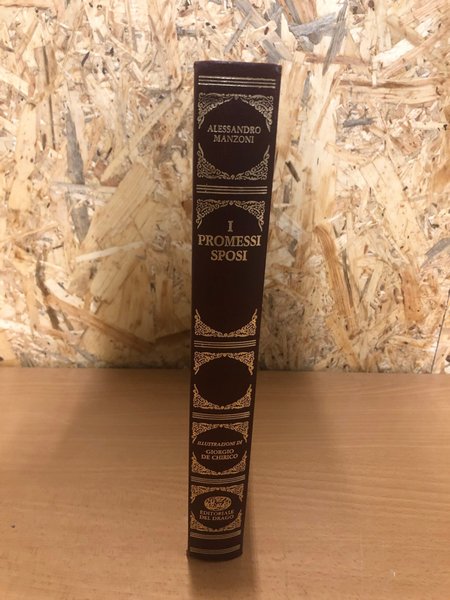 ALESSANDRO
MANZONI
I
PROMESSI
SPOSI
ILLUSTRAZIONI DI
GIORGIO
DE CHIRICO
EDITORIALE
DEL DRAGO